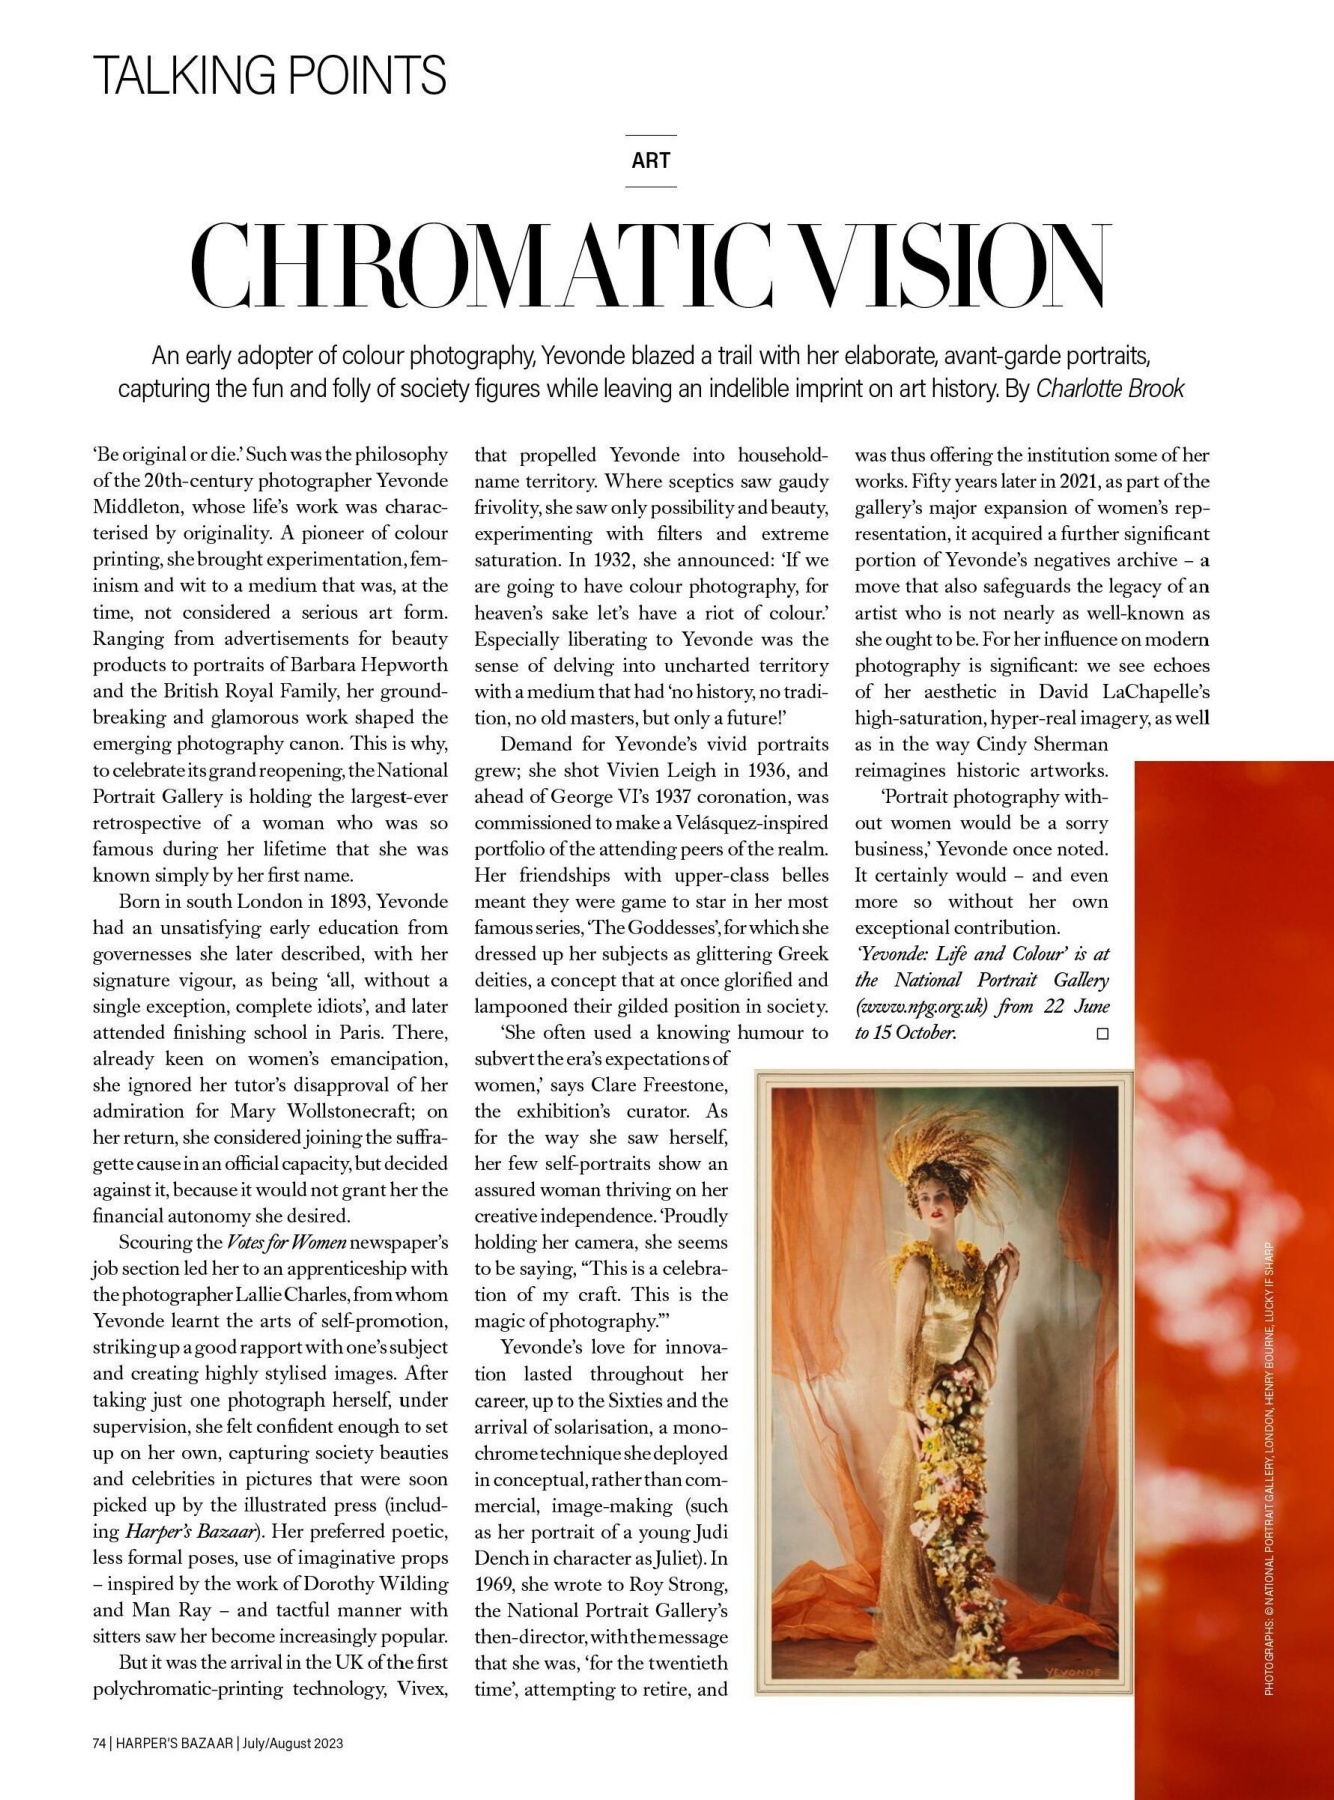 TALKING POINTS
ART
CHROMATIC VISION
An early adopter of colour photography, Yevonde blazed a trail with her elaborate, avant-garde portraits,
capturing the fun and folly of society figures while leaving an indelible imprint on art history. By Charlotte Brook
‘Be original or die.’ Such was the philosophy
of the 20th-century photographer Yevonde
Middleton, whose life’s work was charac-
terised by originality. A pioneer of colour
printing, she brought experimentation, fem-
inism and wit to a medium that was, at the
time, not considered a serious art form.
Ranging from advertisements for beauty
products to portraits of Barbara Hepworth
and the British Royal Family, her ground-
breaking and glamorous work shaped the
emerging photography canon. This is why,
to celebrate its grand reopening, the National
Portrait Gallery is holding the largest-ever
retrospective of a woman who was so
famous during her lifetime that she was
known simply by her first name.
Born in south London in 1893, Yevonde
had an unsatisfying early education from
governesses she later described, with her
signature vigour, as being ‘all, without a
single exception, complete idiots’, and later
attended finishing school in Paris. There,
already keen on women’s emancipation,
she ignored her tutor’s disapproval of her
admiration for Mary Wollstonecraft; on
her return, she considered joining the suffra-
gette cause in an official capacity, but decided
against it, because it would not grant her the
financial autonomy she desired.
Scouring the Votes for Women newspaper’s
job section led her to an apprenticeship with
the photographer Lallie Charles, from whom
Yevonde learnt the arts of self-promotion,
striking up a good rapport with one’s subject
and creating highly stylised images. After
taking just one photograph herself, under
supervision, she felt confident enough to set
up on her own, capturing society beauties
and celebrities in pictures that were soon
picked up by the illustrated press (includ-
ing Harper’s Bazaar). Her preferred poetic,
less formal poses, use of imaginative props
– inspired by the work of Dorothy Wilding
and Man Ray – and tactful manner with
sitters saw her become increasingly popular.
But it was the arrival in the UK of the first
polychromatic-printing technology, Vivex,
that propelled Yevonde into household-
name territory. Where sceptics saw gaudy
frivolity, she saw only possibility and beauty,
experimenting with filters and extreme
saturation. In 1932, she announced: ‘If we
are going to have colour photography, for
heaven’s sake let’s have a riot of colour.’
Especially liberating to Yevonde was the
sense of delving into uncharted territory
with a medium that had ‘no history, no tradi-
tion, no old masters, but only a future!’
Demand for Yevonde’s vivid portraits
grew; she shot Vivien Leigh in 1936, and
ahead of George VI’s 1937 coronation, was
commissioned to make a Velásquez-inspired
portfolio of the attending peers of the realm.
Her friendships with upper-class belles
meant they were game to star in her most
famous series, ‘The Goddesses’, for which she
dressed up her subjects as glittering Greek
deities, a concept that at once glorified and
lampooned their gilded position in society.
‘She often used a knowing humour to
subvert the era’s expectations of
women,’ says Clare Freestone,
the exhibition’s curator. As
for the way she saw herself,
her few self-portraits show an
assured woman thriving on her
creative independence. ‘Proudly
holding her camera, she seems
to be saying, “This is a celebra-
tion of my craft. This is the
magic of photography.”’
Yevonde’s love for innova-
tion lasted throughout her
career, up to the Sixties and the
arrival of solarisation, a mono-
chrome technique she deployed
in conceptual, rather than com-
mercial, image-making (such
as her portrait of a young Judi
Dench in character as Juliet). In
1969, she wrote to Roy Strong,
the National Portrait Gallery’s
then-director, with the message
that she was, ‘for the twentieth
time’, attempting to retire, and
was thus offering the institution some of her
works. Fifty years later in 2021, as part of the
gallery’s major expansion of women’s rep-
resentation, it acquired a further significant
portion of Yevonde’s negatives archive – a
move that also safeguards the legacy of an
artist who is not nearly as well-known as
she ought to be. For her influence on modern
photography is significant: we see echoes
of her aesthetic in David LaChapelle’s
high-saturation, hyper-real imagery, as well
as in the way Cindy Sherman
reimagines historic artworks.
‘Portrait photography with-
out women would be a sorry
business,’ Yevonde once noted.
It certainly would – and even
more so without her own
exceptional contribution.
‘Yevonde: Life and Colour’ is at
the National Portrait Gallery
(www.npg.org.uk) from 22 June
to 15 October. □
YEVONDE
PHOTOGRAPHS: © NATIONAL PORTRAIT GALLERY, LONDON, HENRY BOURNE, LUCKY IF SHARP
74 | HARPER’S BAZAAR | July/August 2023